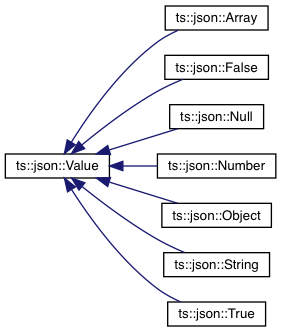 ts::json::Array
ts::json::False
ts::json::Null
ts::json::Value
ts::json::Number
ts::json::Object
ts::json::String
ts::json::True